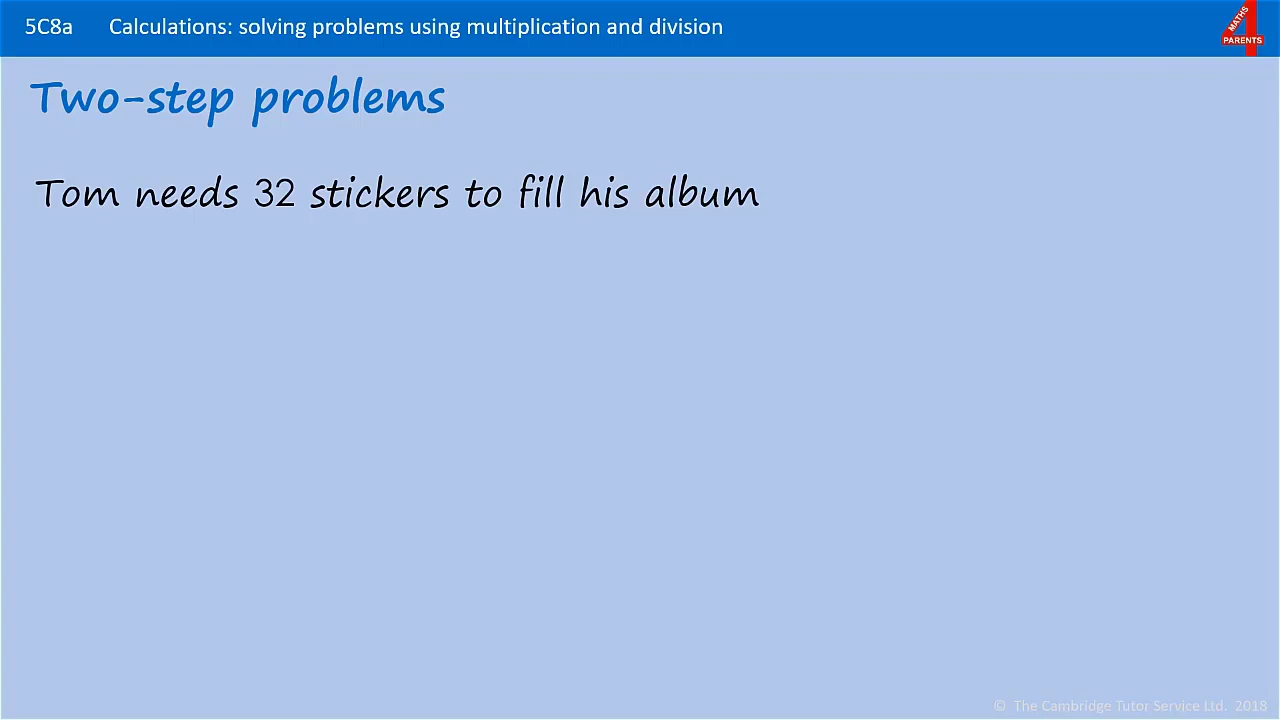 5C8a Calculations: solving problems using multiplication and division
MATHS
4
PARENTS
Two-step problems
Tom needs 32 stickers to fill his album
© The Cambridge Tutor Service Ltd. 2018